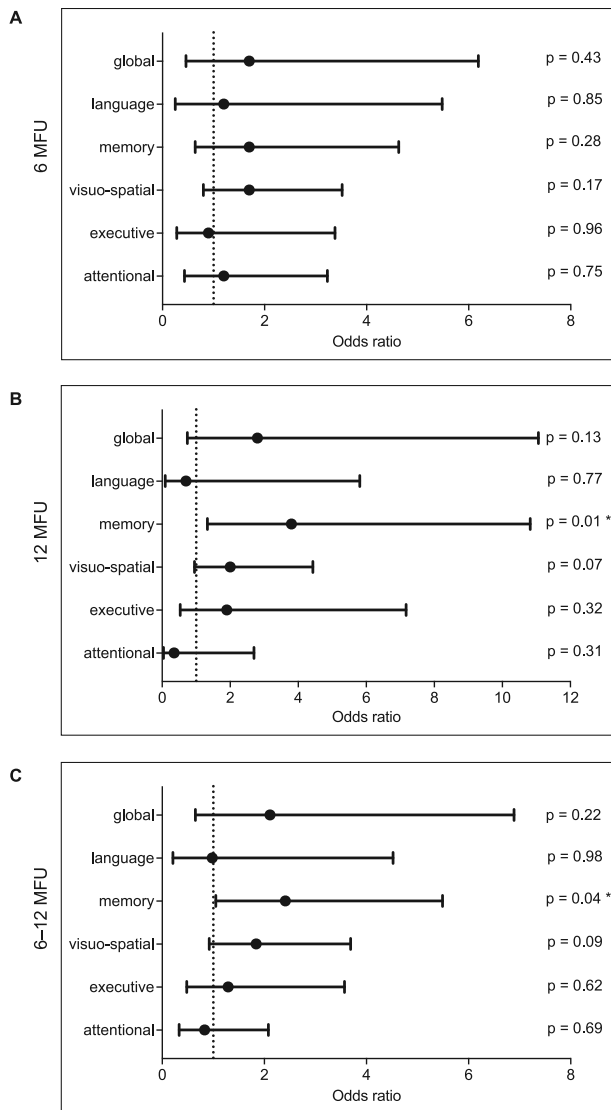 A
6 MFU
global p = 0.43
language p = 0.85
memory p = 0.28
visuo-spatial p = 0.17
executive p = 0.96
attentional p = 0.75
0 2 4 6 8
Odds ratio
B
12 MFU
global p = 0.13
language p = 0.77
memory p = 0.01 *
visuo-spatial p = 0.07
executive p = 0.32
attentional p = 0.31
0 2 4 6 8 10 12
Odds ratio
C
6–12 MFU
global p = 0.22
language p = 0.98
memory p = 0.04 *
visuo-spatial p = 0.09
executive p = 0.62
attentional p = 0.69
0 2 4 6 8
Odds ratio